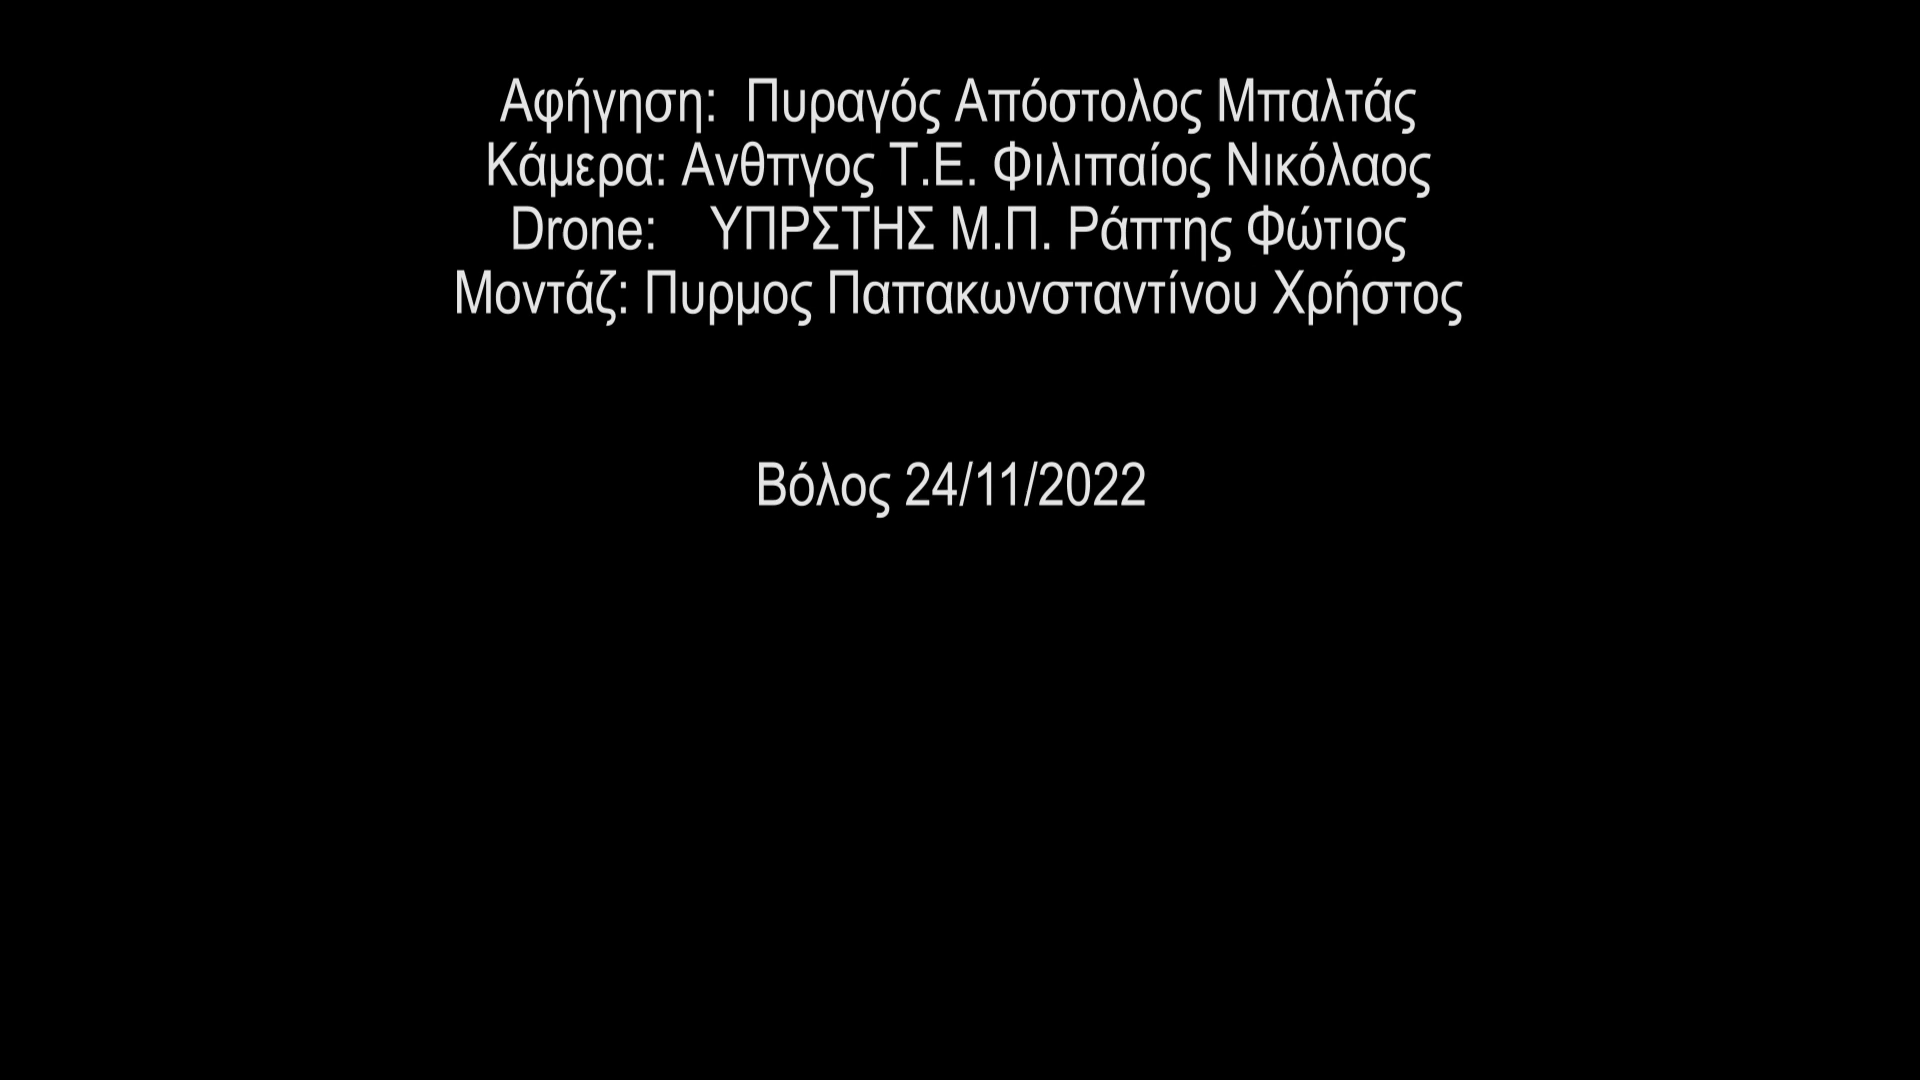 Αφήγηση: Πυραγός Απόστολος Μπαλτάς
Κάμερα: Ανθπγος Τ.Ε. Φιλιπαίος Νικόλαος
Drone: ΥΠΡΣΤΗΣ Μ.Π. Ράπτης Φώτιος
Μοντάζ: Πυρμος Παπακωνσταντίνου Χρήστος
Βόλος 24/11/2022